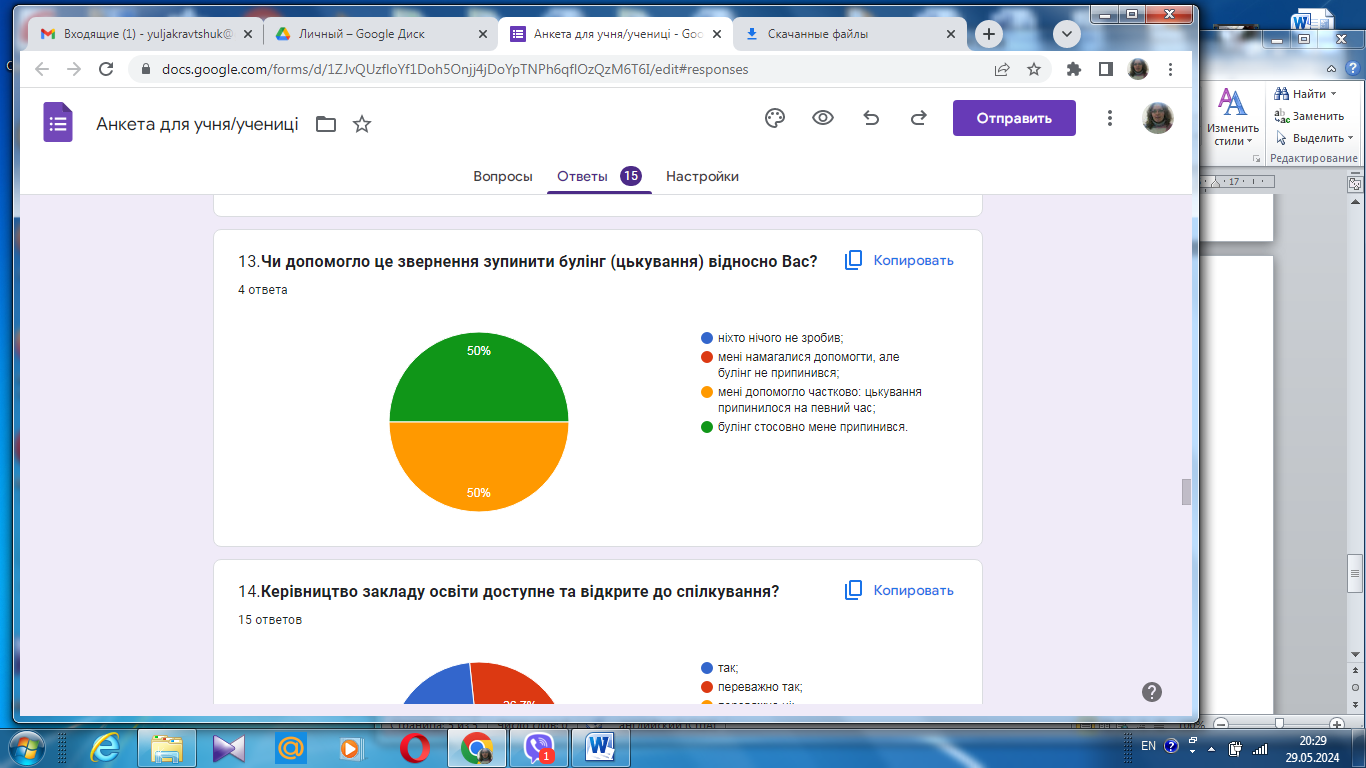 Входящие (1) - yuljakravtshuk@
Личный – Google Диск
Анкета для учня/учениці - Goo
Скачанные файлы
docs.google.com/forms/d/1ZJvQUzfloYf1Doh5Onjj4jDoYpTNPh6qflOzQzM6T6I/edit#responses
Анкета для учня/учениці
Отправить
Вопросы
Ответы 15
Настройки
13.Чи допомогло це звернення зупинити булінг (цькування) відносно Вас?
Копировать
4 ответа
50%
50%
ніхто нічого не зробив;
мені намагалися допомогти, але
булінг не припинився;
мені допомогло частково: цькування
припинилося на певний час;
булінг стосовно мене припинився.
14.Керівництво закладу освіти доступне та відкрите до спілкування?
Копировать
15 ответов
так;
переважно так;
Изменить
стили
Найти
Заменить
Выделить
Редактирование
17
EN
20:29
29.05.2024
1